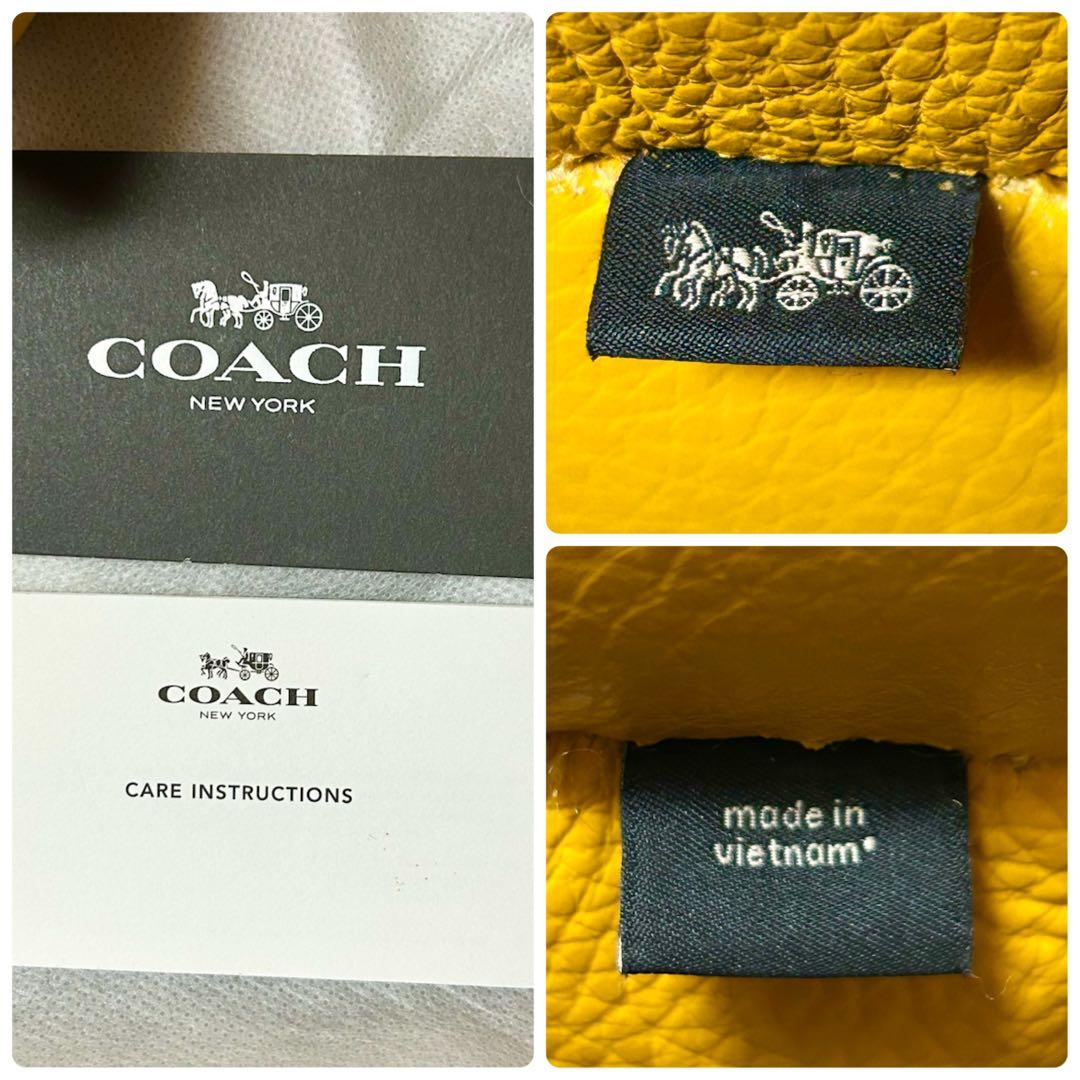 COACH
NEW YORK
COACH
NEW YORK
CARE INSTRUCTIONS
made in
vietnam®